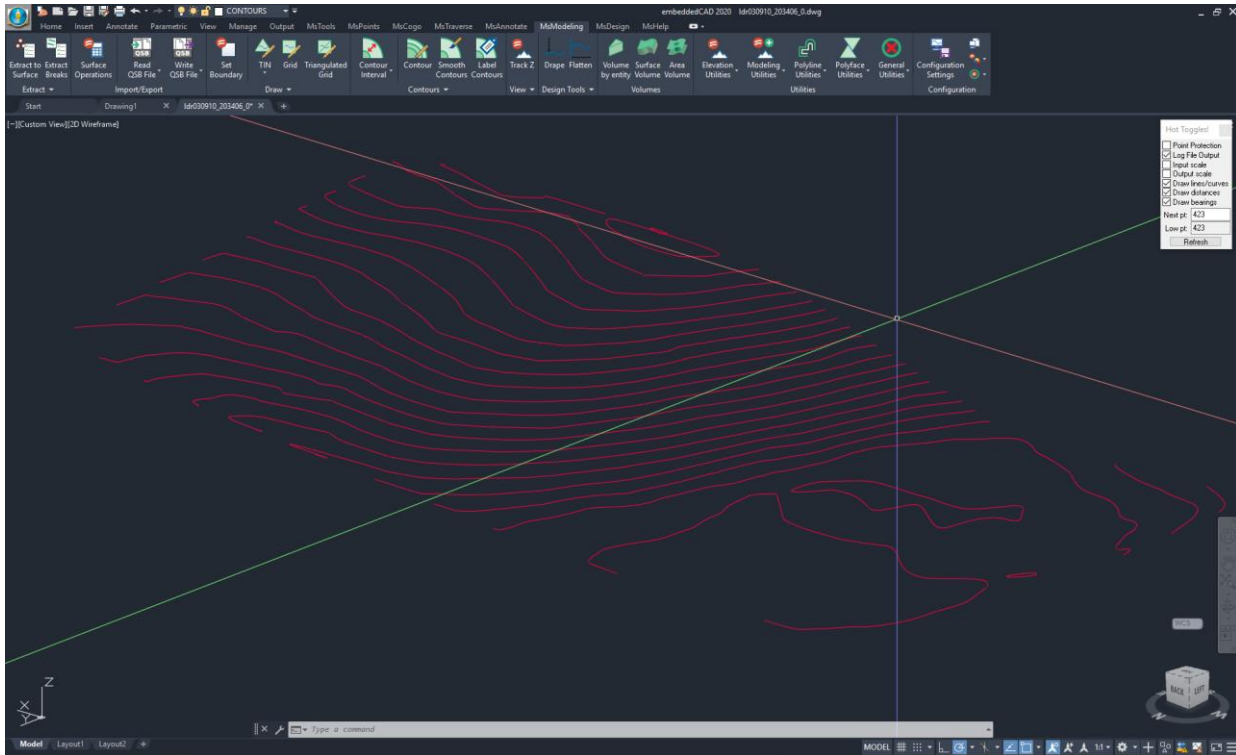 CONTOURS
embeddedCAD 2020 ldr030910_203406_0.dwg
Home Insert Annotate Parametric View Manage Output MsTools MsPoints MsCogo MsTraverse MsAnnotate MsModeling MsDesign MsHelp
QSB QSB
Extract to Extract Surface Read Write Set TIN Grid Triangulated Contour Contour Smooth Label Track Z Drape Flatten Volume Surface Area Elevation Modeling Polyline Polyface General Configuration
Surface Breaks Operations QSB File QSB File Boundary Grid Interval Contours Contours by entity Volume Volume Utilities Utilities Utilities Utilities Utilities Settings
Extract Import/Export Draw Contours View Design Tools Volumes Utilities Configuration
Start Drawing1 ldr030910_203406_0*
[−][Custom View][2D Wireframe]
Hot Toggles!
Point Protection
Log File Output
Input scale
Output scale
Draw lines/curves
Draw distances
Draw bearings
Next pt: 423
Low pt: 423
Refresh
WCS
BACK LEFT
Z
X
Y
Type a command
Model Layout1 Layout2
MODEL 1:1